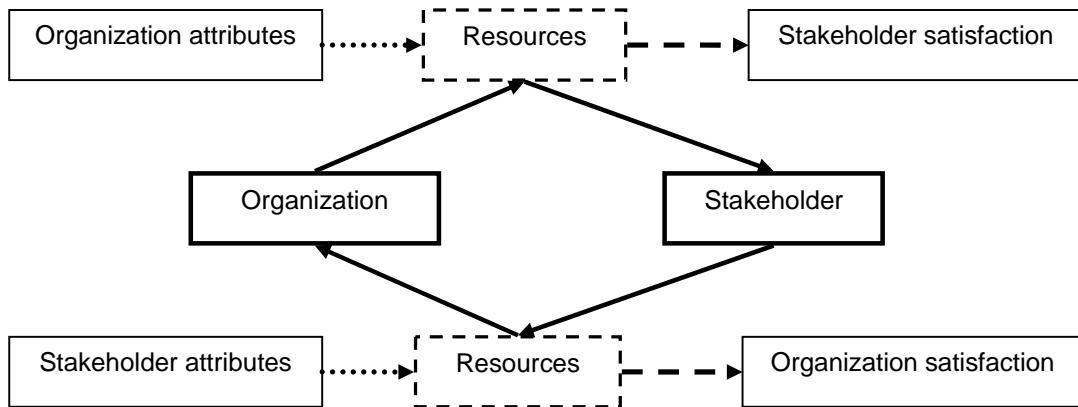 Organization attributes
Resources
Stakeholder satisfaction
Organization
Stakeholder
Stakeholder attributes
Resources
Organization satisfaction